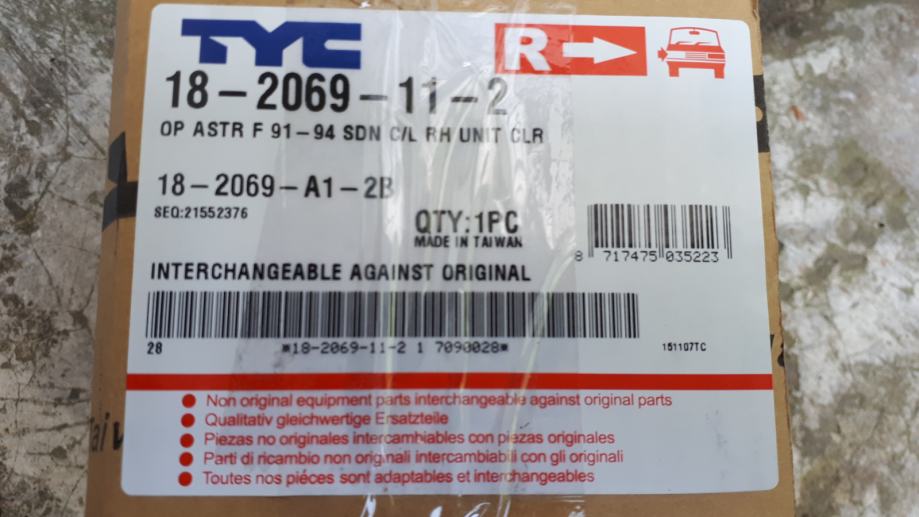 TYC
R
18-2069-11-2
OP ASTR F 91-94 SDN C/L RH UNIT CLR
18-2069-A1-2B
SEQ:21552376
QTY:1PC
MADE IN TAIWAN
8 717475 035223
INTERCHANGEABLE AGAINST ORIGINAL
28 *18-2069-11-2 1 7090028* 151107TC
Non original equipment parts interchangeable against original parts
Qualitativ gleichwertige Ersatzteile
Piezas no originales intercambiables con piezas originales
Parti di ricambio non originali intercambiabili con gli originali
Toutes nos piéces sont adaptables et interchangeables